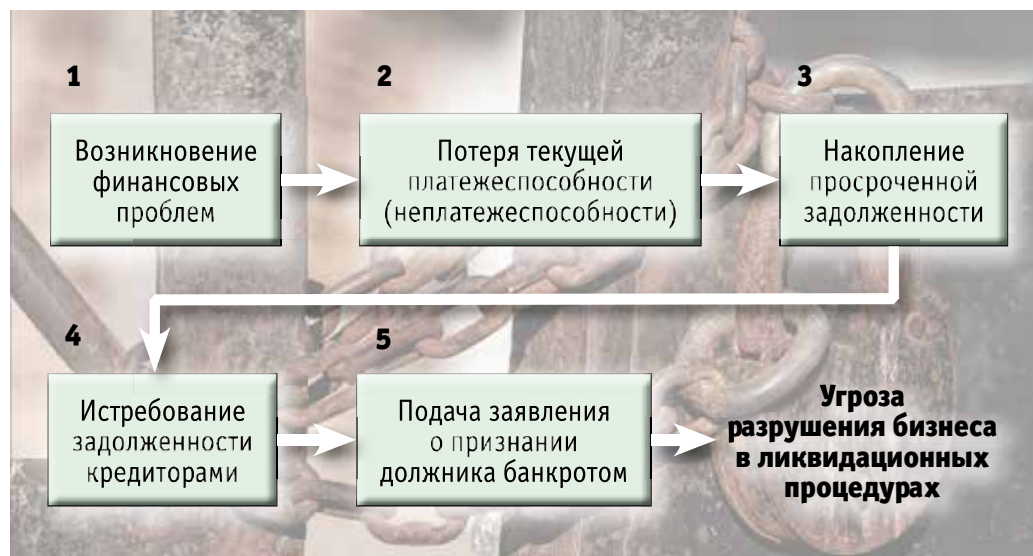 1
Возникновение
финансовых
проблем
2
Потеря текущей
платежеспособности
(неплатежеспособности)
3
Накопление
просроченной
задолженности
4
Истребование
задолженности
кредиторами
5
Подача заявления
о признании
должника банкротом
Угроза
разрушения бизнеса
в ликвидационных
процедурах